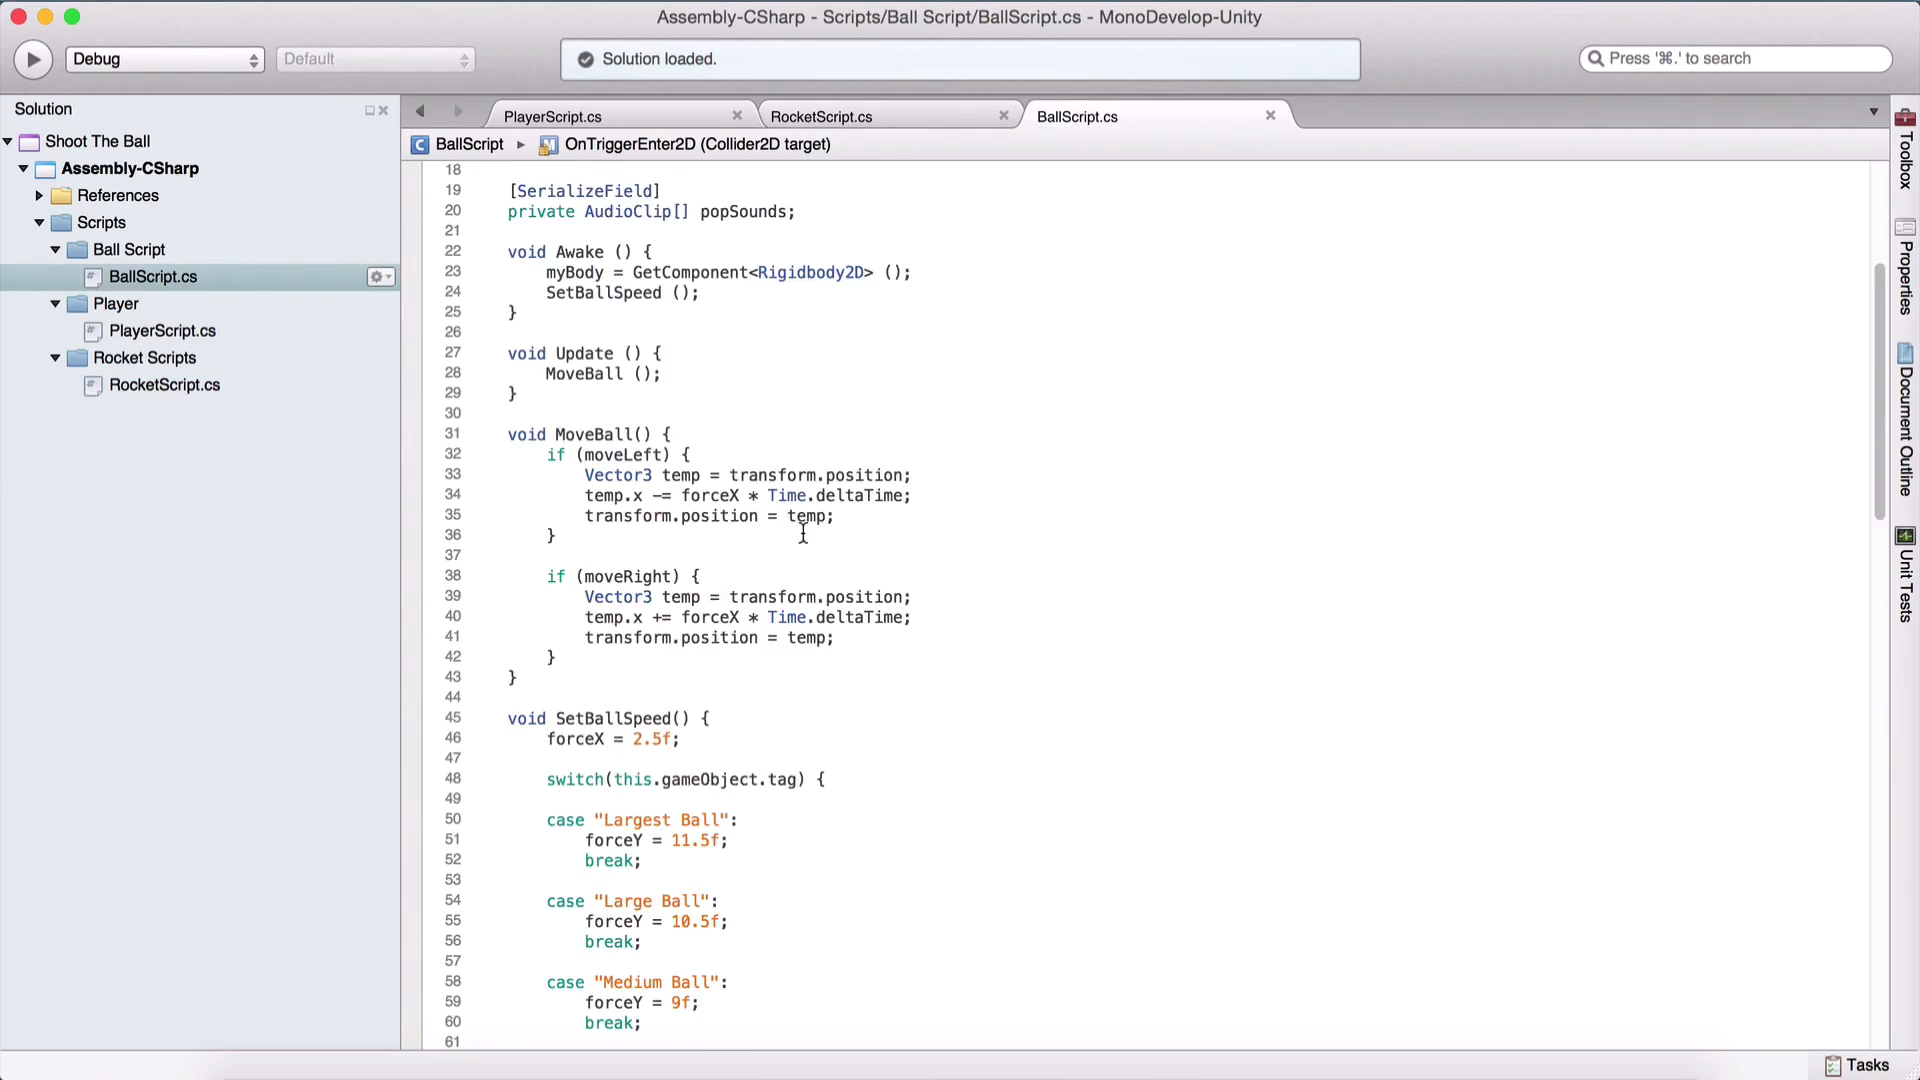 Assembly-CSharp - Scripts/Ball Script/BallScript.cs - MonoDevelop-Unity
Debug
Default
Solution loaded.
Press '⌘.' to search
Solution
Shoot The Ball
Assembly-CSharp
References
Scripts
Ball Script
BallScript.cs
Player
PlayerScript.cs
Rocket Scripts
RocketScript.cs
PlayerScript.cs
RocketScript.cs
BallScript.cs
C BallScript ▸ OnTriggerEnter2D (Collider2D target)
18
19 [SerializeField]
20 private AudioClip[] popSounds;
21
22 void Awake () {
23 myBody = GetComponent<Rigidbody2D> ();
24 SetBallSpeed ();
25 }
26
27 void Update () {
28 MoveBall ();
29 }
30
31 void MoveBall() {
32 if (moveLeft) {
33 Vector3 temp = transform.position;
34 temp.x -= forceX * Time.deltaTime;
35 transform.position = temp;
36 }
37
38 if (moveRight) {
39 Vector3 temp = transform.position;
40 temp.x += forceX * Time.deltaTime;
41 transform.position = temp;
42 }
43 }
44
45 void SetBallSpeed() {
46 forceX = 2.5f;
47
48 switch(this.gameObject.tag) {
49
50 case "Largest Ball":
51 forceY = 11.5f;
52 break;
53
54 case "Large Ball":
55 forceY = 10.5f;
56 break;
57
58 case "Medium Ball":
59 forceY = 9f;
60 break;
61
Toolbox
Properties
Document Outline
Unit Tests
Tasks